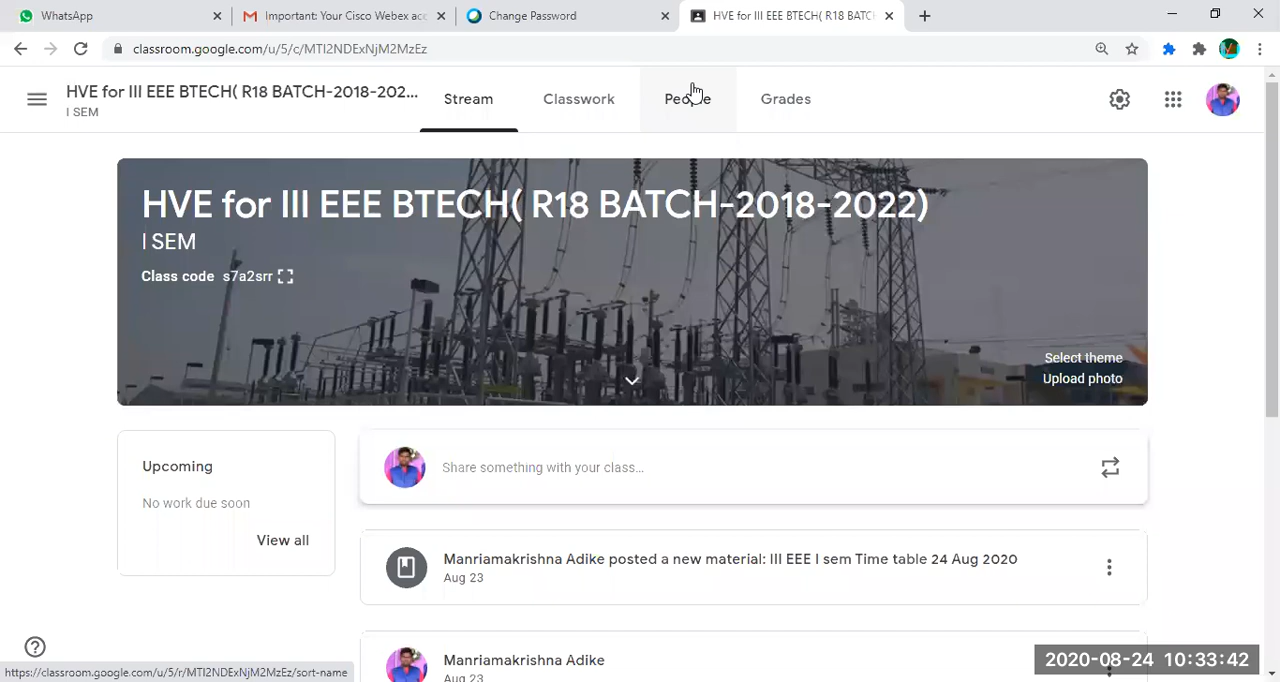 WhatsApp
Important: Your Cisco Webex acc
Change Password
HVE for III EEE BTECH( R18 BATC
classroom.google.com/u/5/c/MTI2NDExNjM2MzEz
HVE for III EEE BTECH( R18 BATCH-2018-202...
I SEM
Stream
Classwork
People
Grades
HVE for III EEE BTECH( R18 BATCH-2018-2022)
I SEM
Class code s7a2srr
Select theme
Upload photo
Upcoming
No work due soon
View all
Share something with your class...
Manriamakrishna Adike posted a new material: III EEE I sem Time table 24 Aug 2020
Aug 23
Manriamakrishna Adike
Aug 23
https://classroom.google.com/u/5/r/MTI2NDExNjM2MzEz/sort-name
2020-08-24 10:33:42